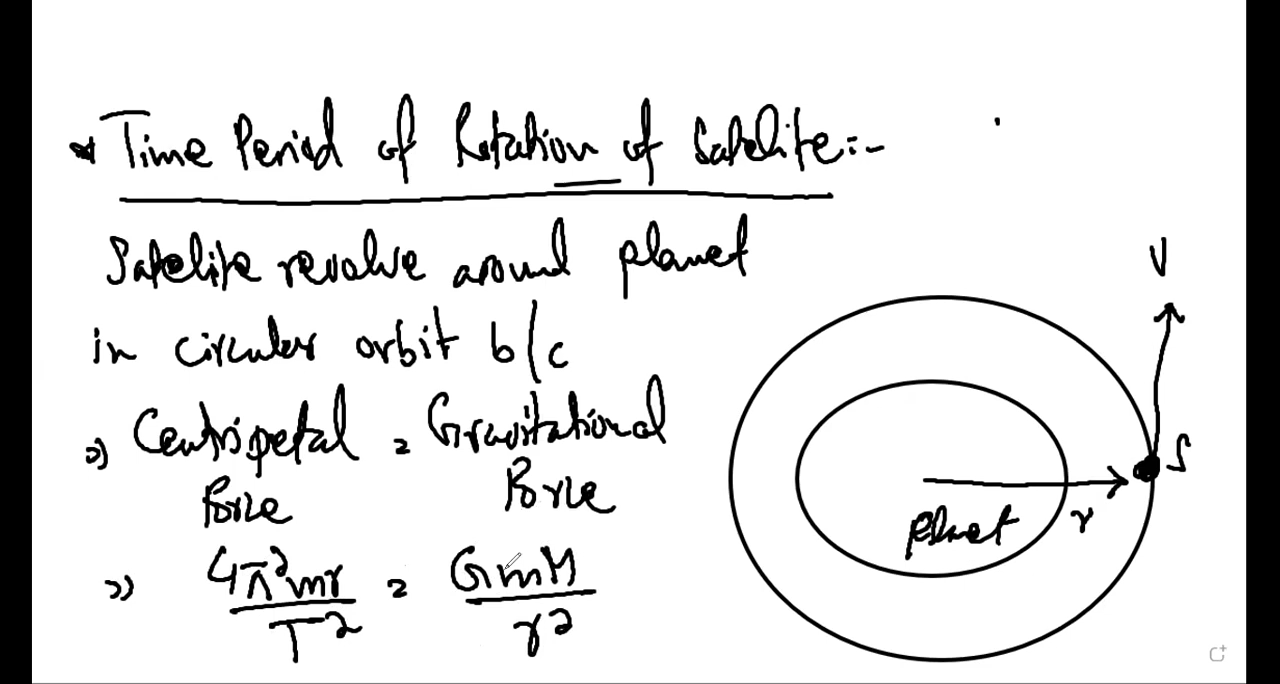 * Time Period of Rotation of Satelite:-
Satelite revolve around planet
in circular orbit b/c
⇒ Centripetal = Gravitational
Force Force
⇒ 4π²mr/T² = GmM/r²
V
S
r
planet